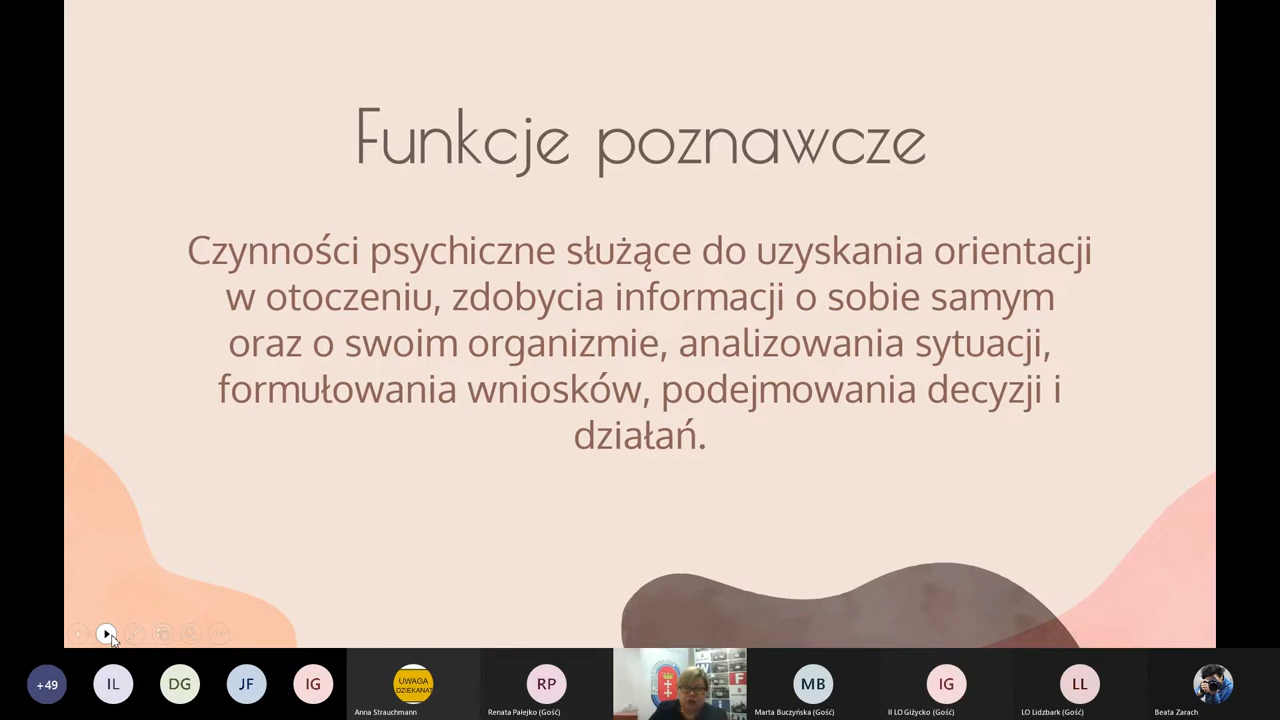 Funkcje poznawcze
Czynności psychiczne służące do uzyskania orientacji
w otoczeniu, zdobycia informacji o sobie samym
oraz o swoim organizmie, analizowania sytuacji,
formułowania wniosków, podejmowania decyzji i
działań.
+49
IL
DG
JF
IG
UWAGA
DZIEKANAT
Anna Strauchmann
RP
Renata Pałejko (Gość)
MB
Marta Buczyńska (Gość)
IG
II LO Giżycko (Gość)
LL
LO Lidzbark (Gość)
Beata Zarach